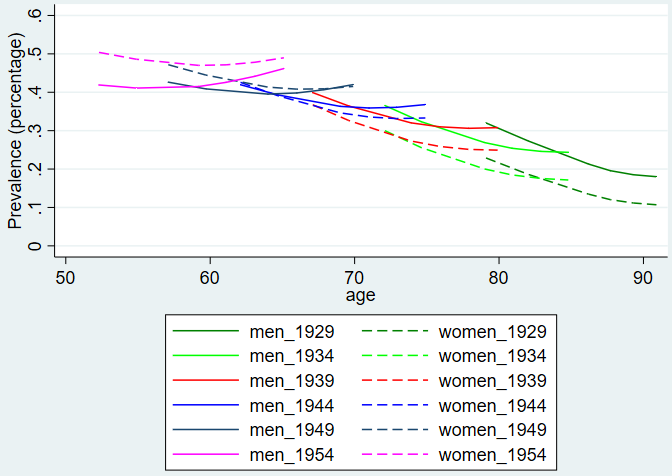 Prevalence (percentage)
.6
.5
.4
.3
.2
.1
0
50 60 70 80 90
age
men_1929 women_1929
men_1934 women_1934
men_1939 women_1939
men_1944 women_1944
men_1949 women_1949
men_1954 women_1954